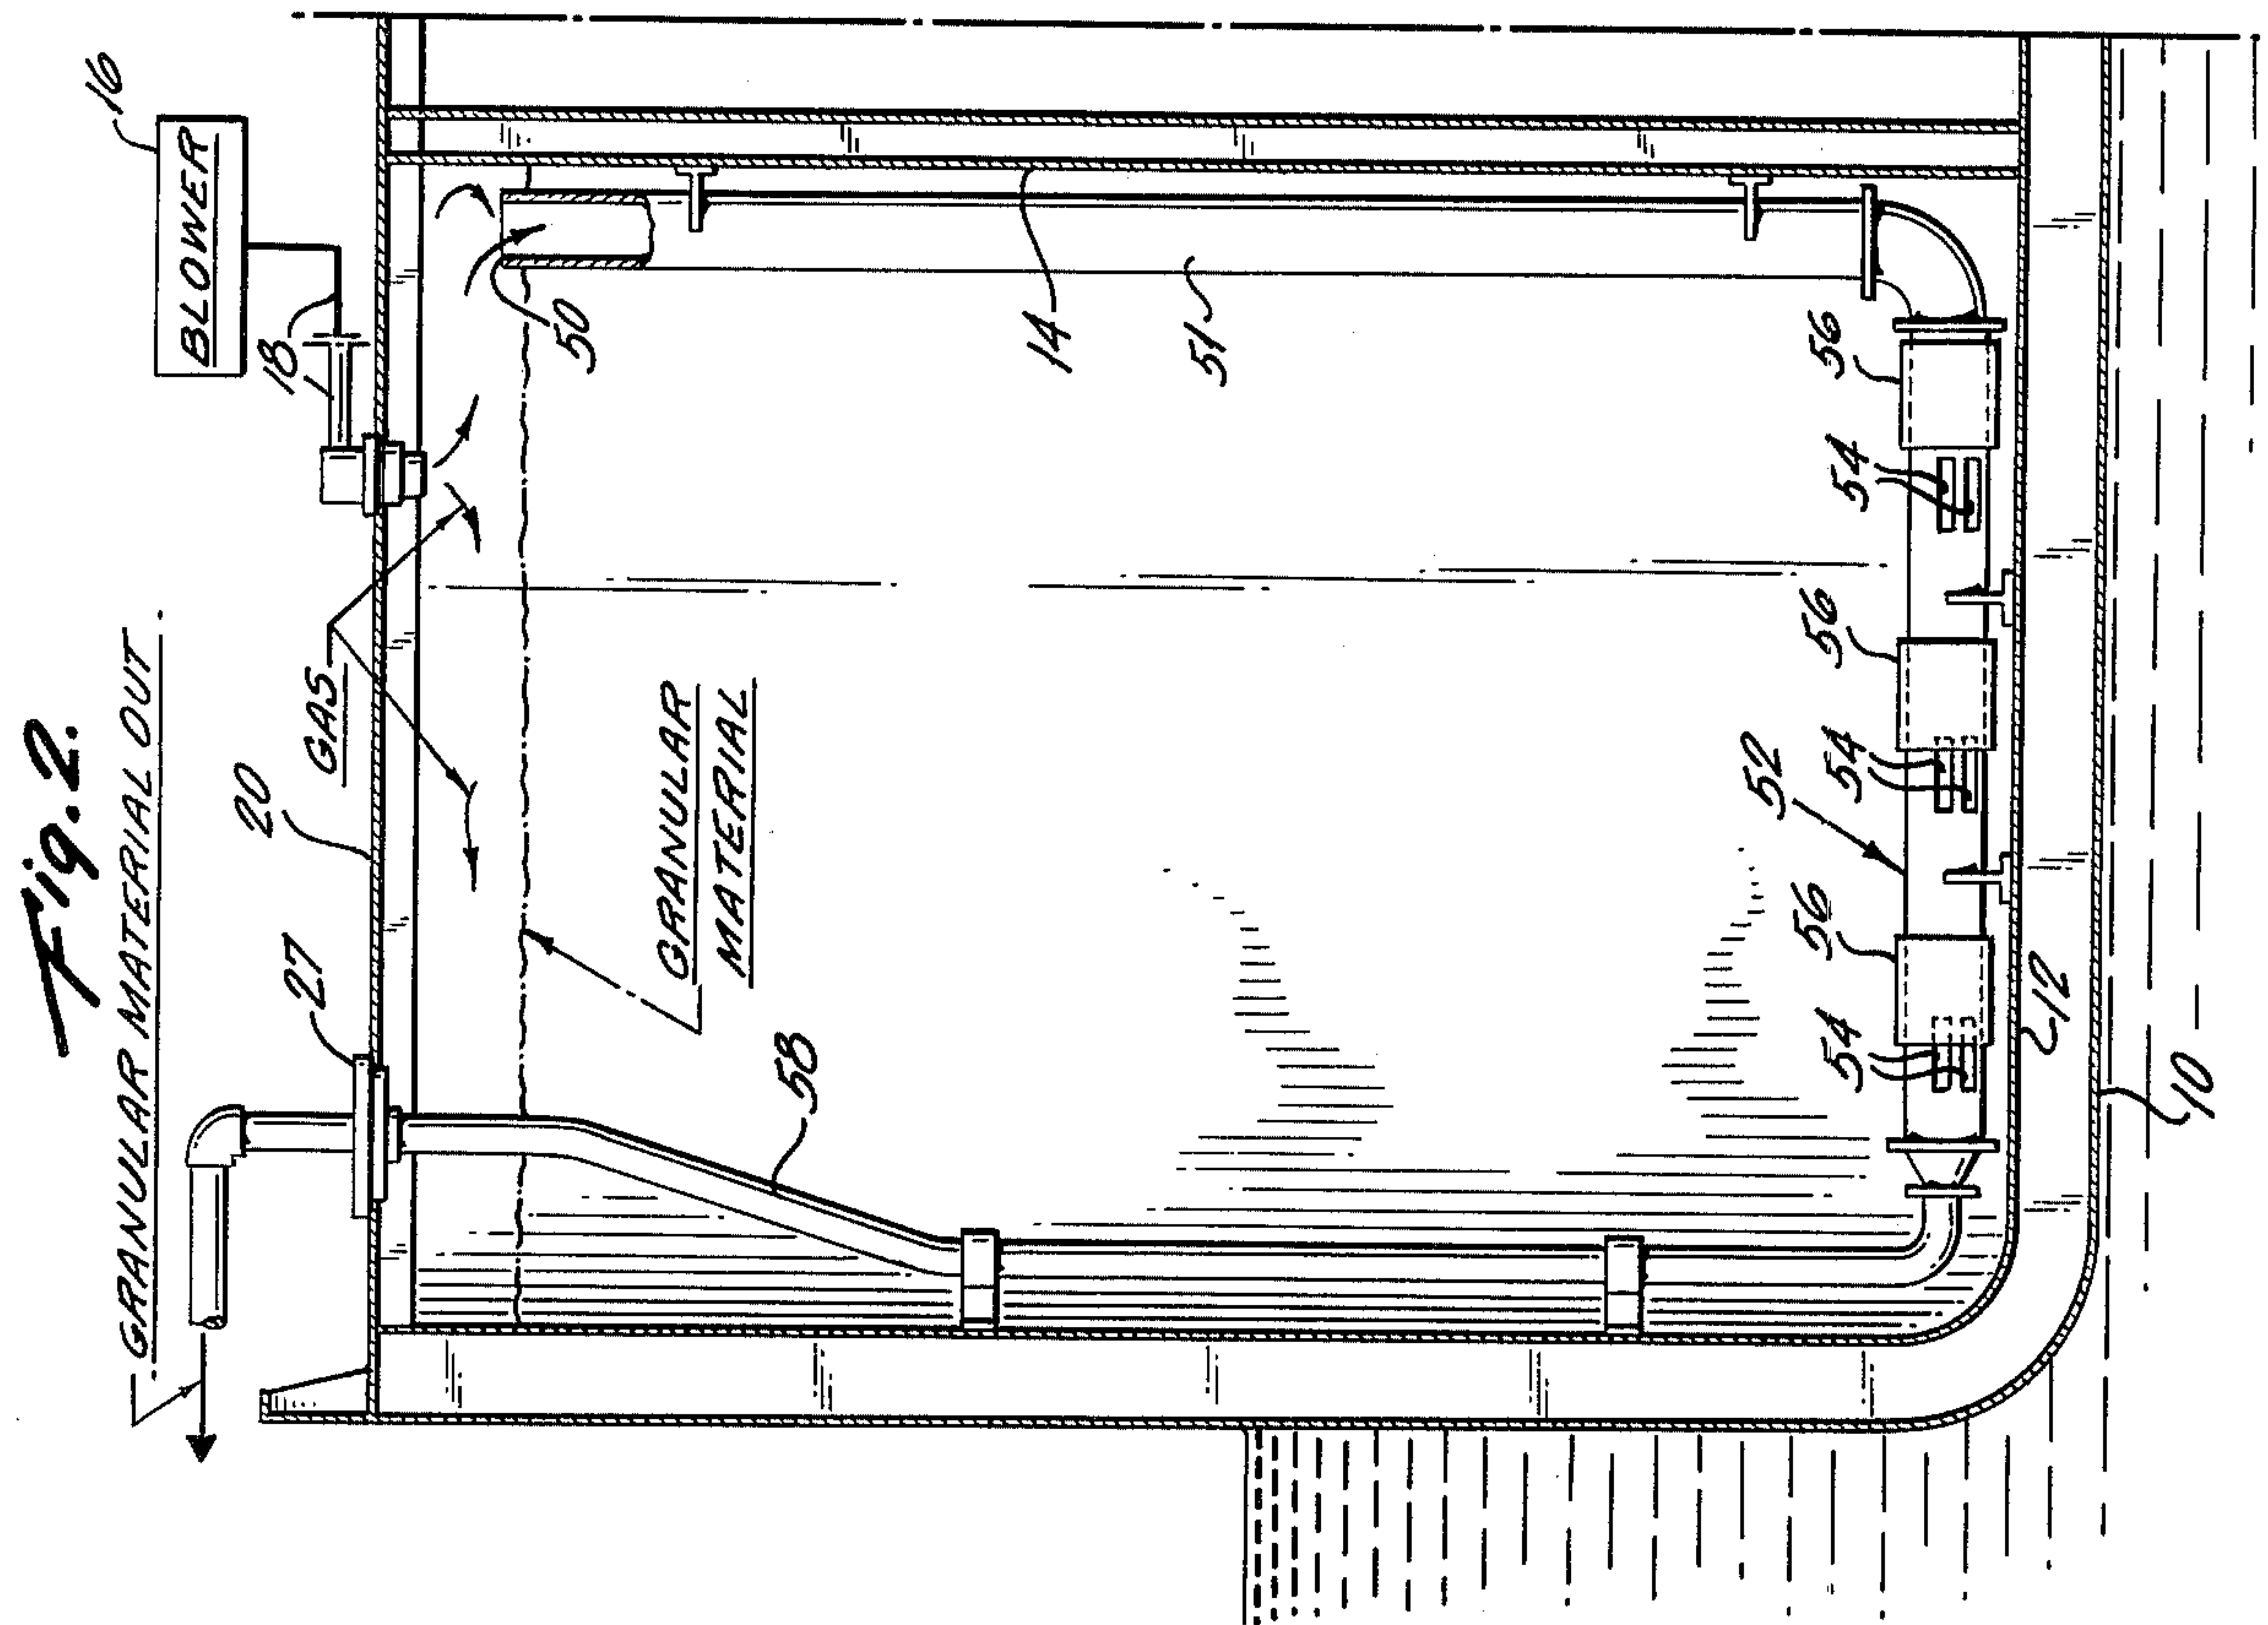 Fig. 2.
GRANULAR MATERIAL OUT
BLOWER
16
18
27
20
GAS
50
GRANULAR
MATERIAL
58
14
51
52
56
56
56
54
54
54
12
10